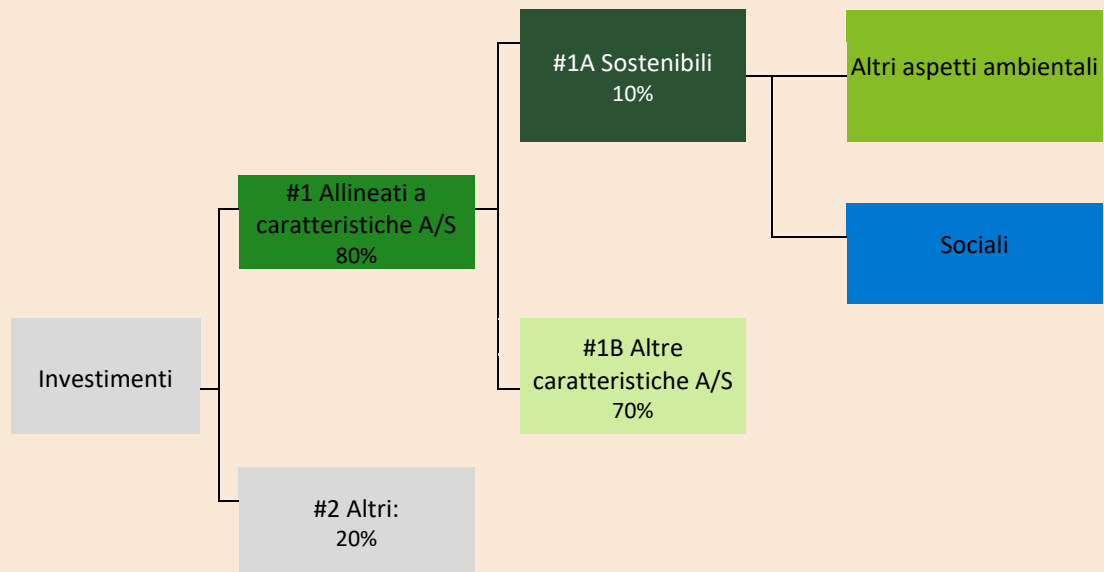 #1A Sostenibili
10%
Altri aspetti ambientali
#1 Allineati a
caratteristiche A/S
80%
Sociali
#1B Altre
caratteristiche A/S
70%
Investimenti
#2 Altri:
20%